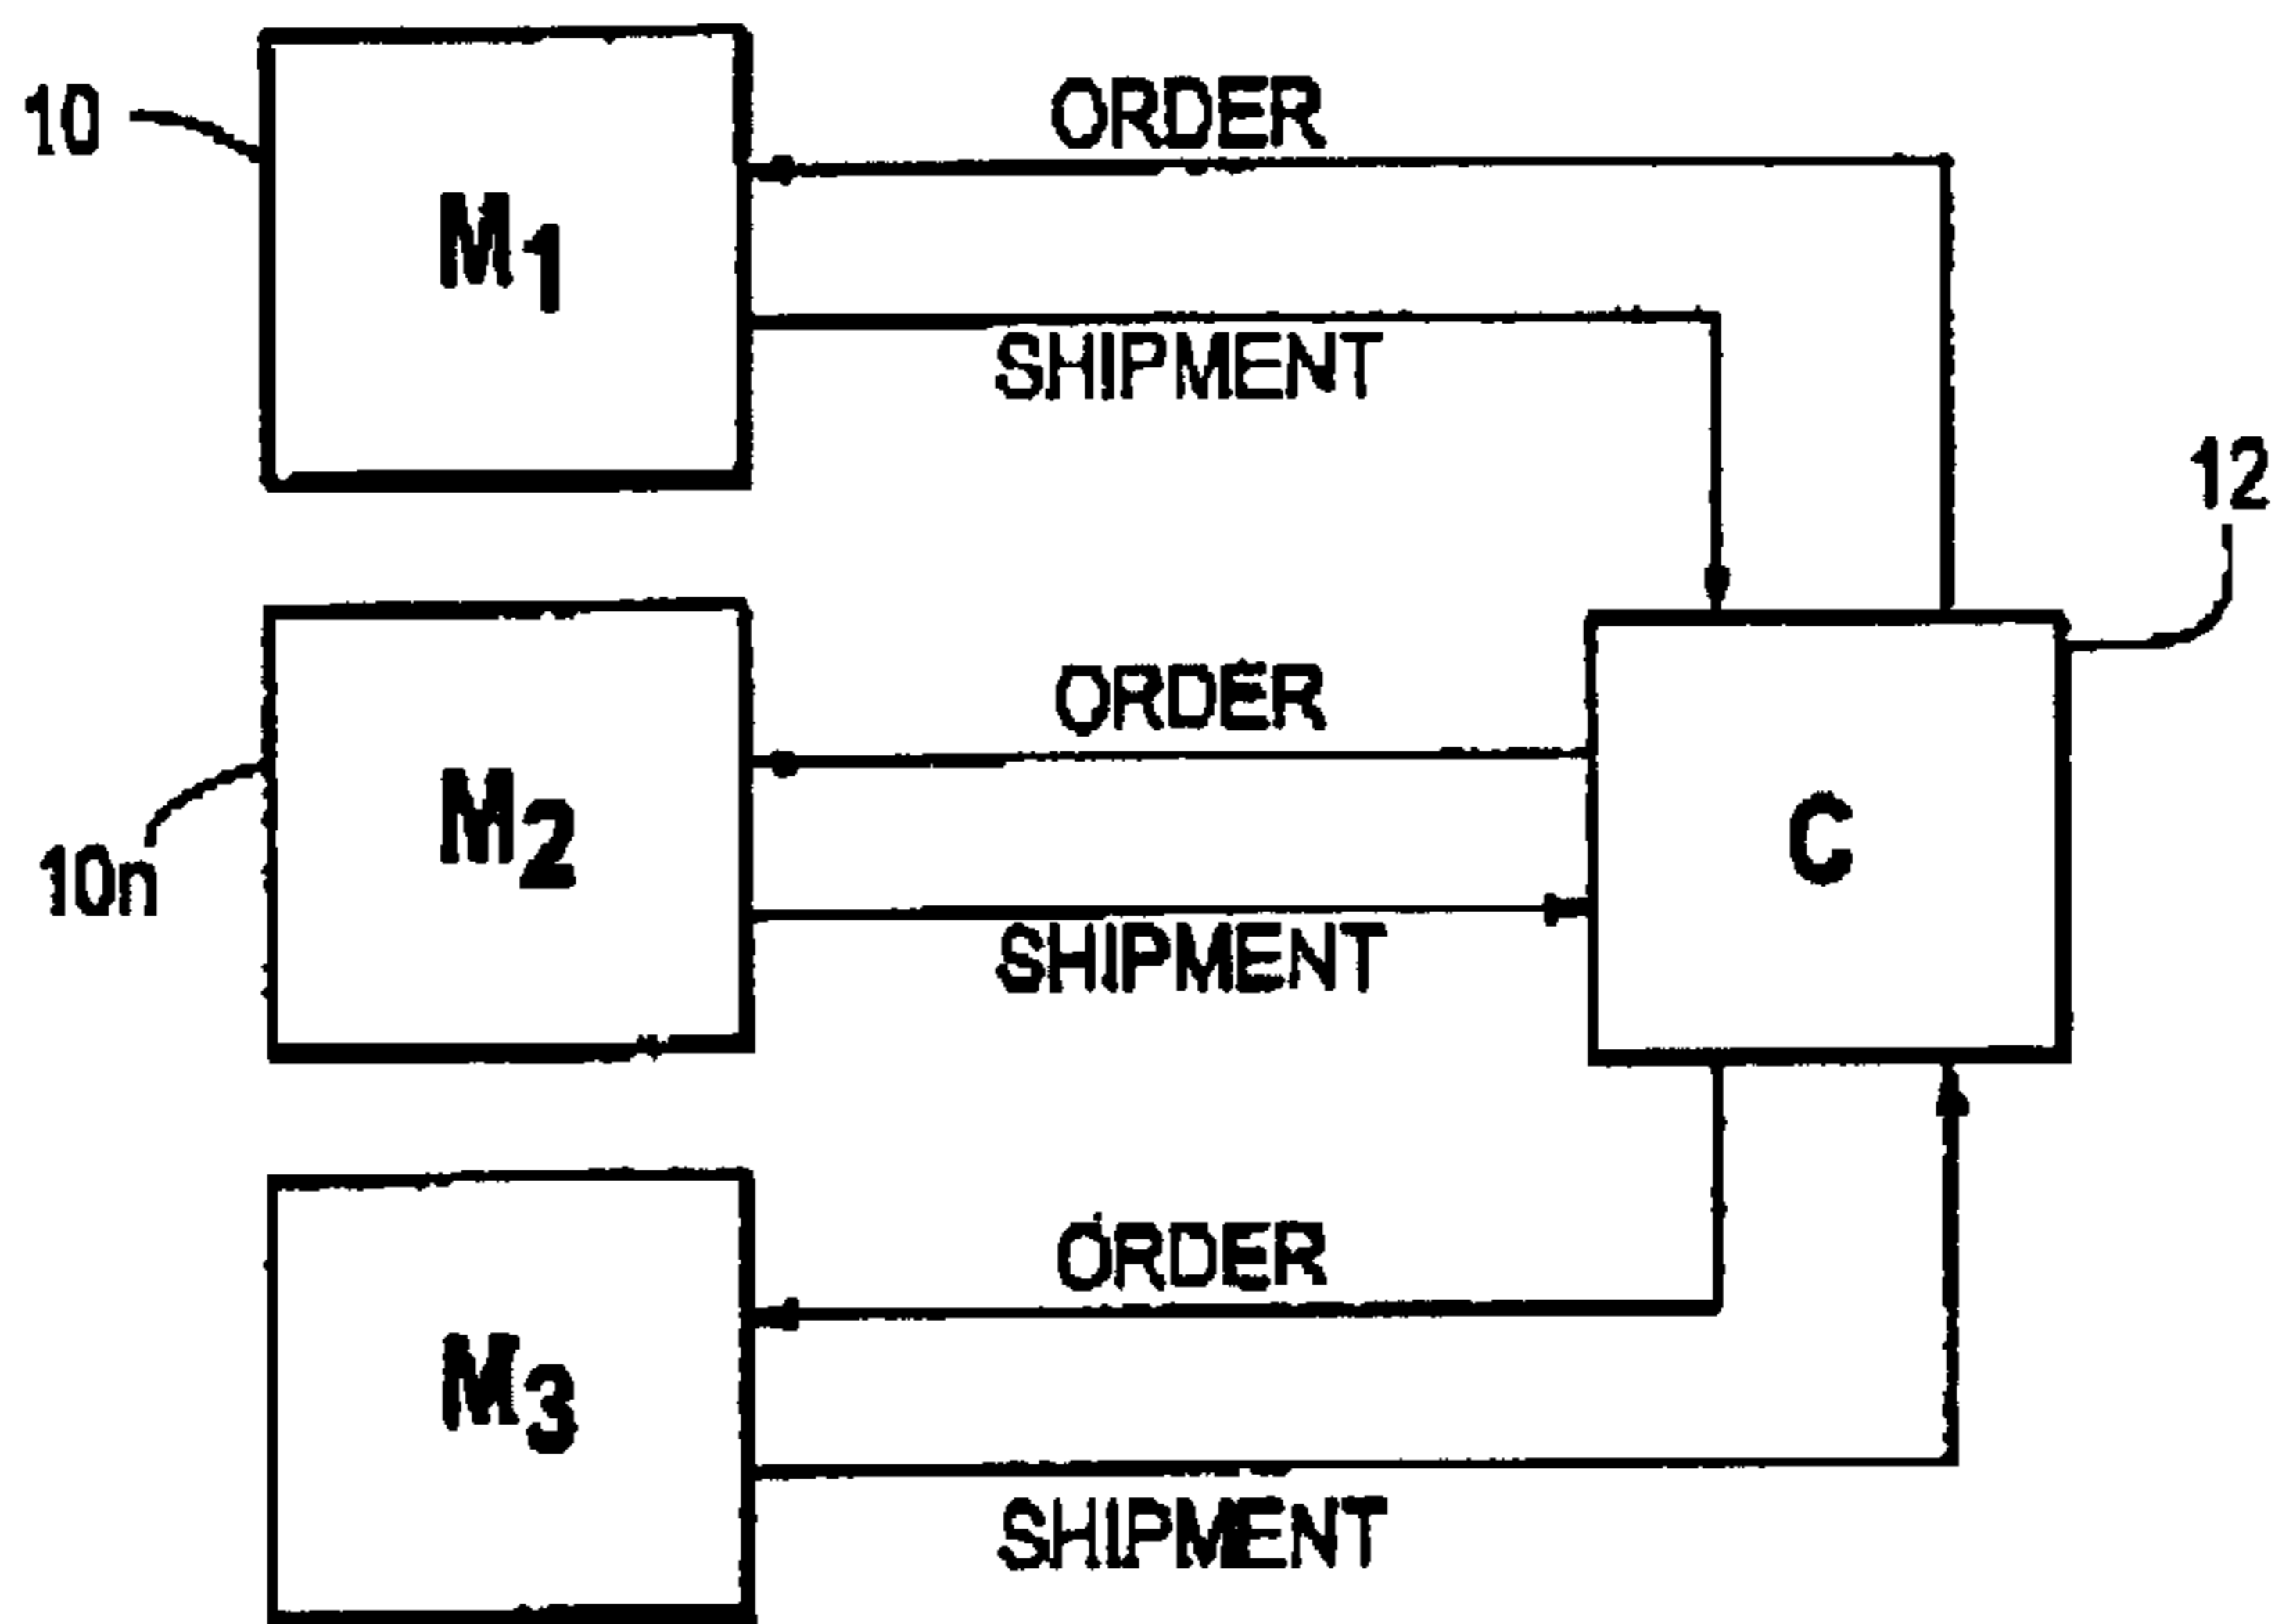 10
ORDER
M1
SHIPMENT
12
ORDER
M2
C
10n
SHIPMENT
ORDER
M3
SHIPMENT